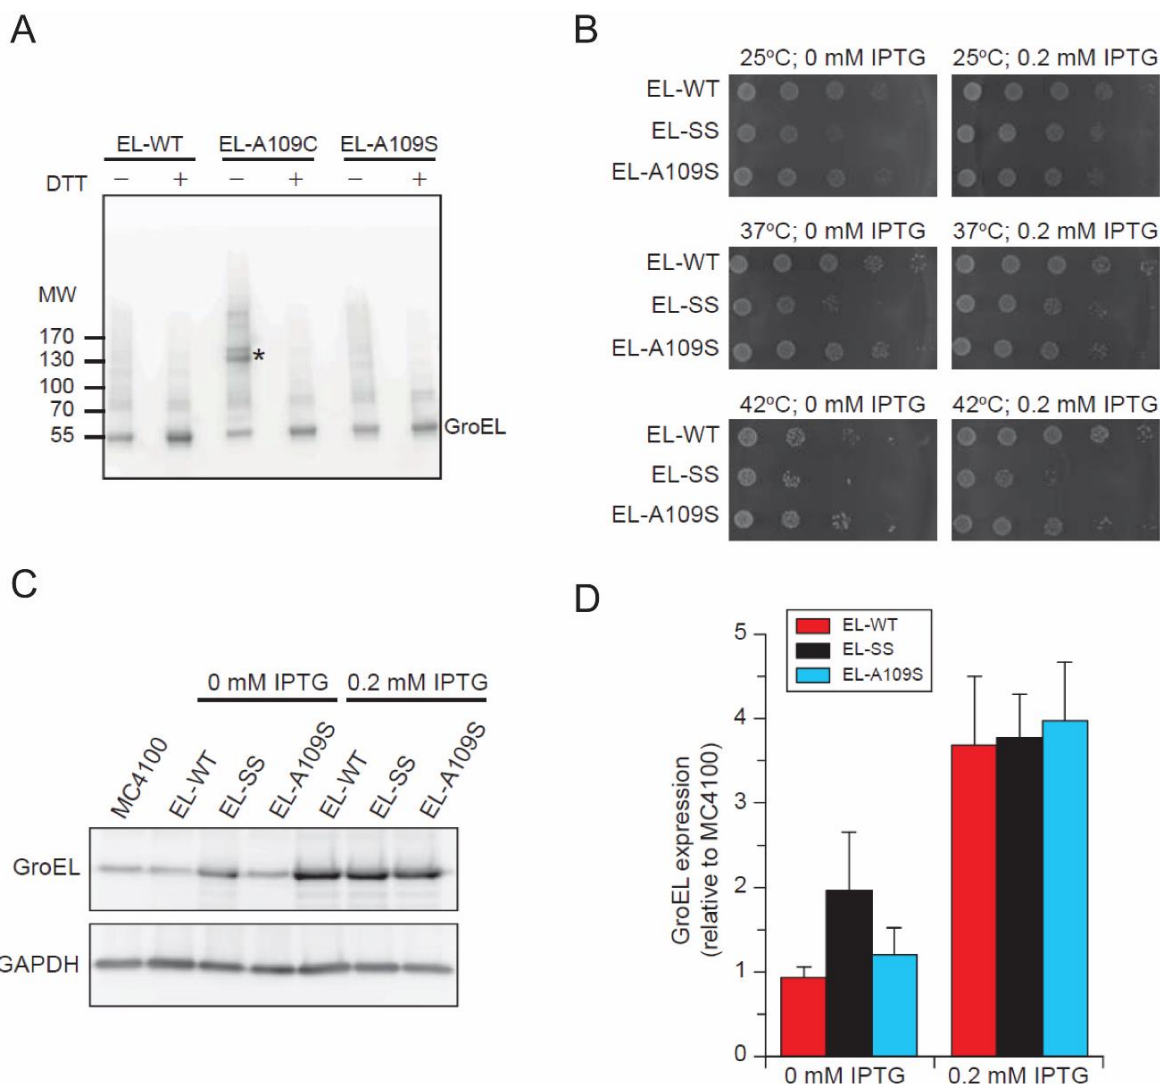 A
EL-WT EL-A109C EL-A109S
DTT − + − + − +
MW
170
130
100
70
55
*
GroEL
B
25°C; 0 mM IPTG 25°C; 0.2 mM IPTG
EL-WT
EL-SS
EL-A109S
37°C; 0 mM IPTG 37°C; 0.2 mM IPTG
EL-WT
EL-SS
EL-A109S
42°C; 0 mM IPTG 42°C; 0.2 mM IPTG
EL-WT
EL-SS
EL-A109S
C
0 mM IPTG 0.2 mM IPTG
MC4100 EL-WT EL-SS EL-A109S EL-WT EL-SS EL-A109S
GroEL
GAPDH
D
EL-WT
EL-SS
EL-A109S
GroEL expression
(relative to MC4100)
5
4
3
2
1
0
0 mM IPTG 0.2 mM IPTG